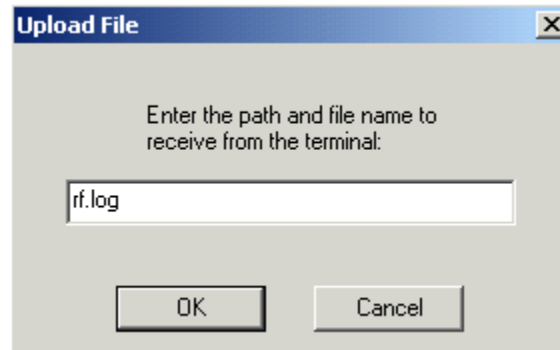 Upload File
Enter the path and file name to
receive from the terminal:
rf.log
OK
Cancel